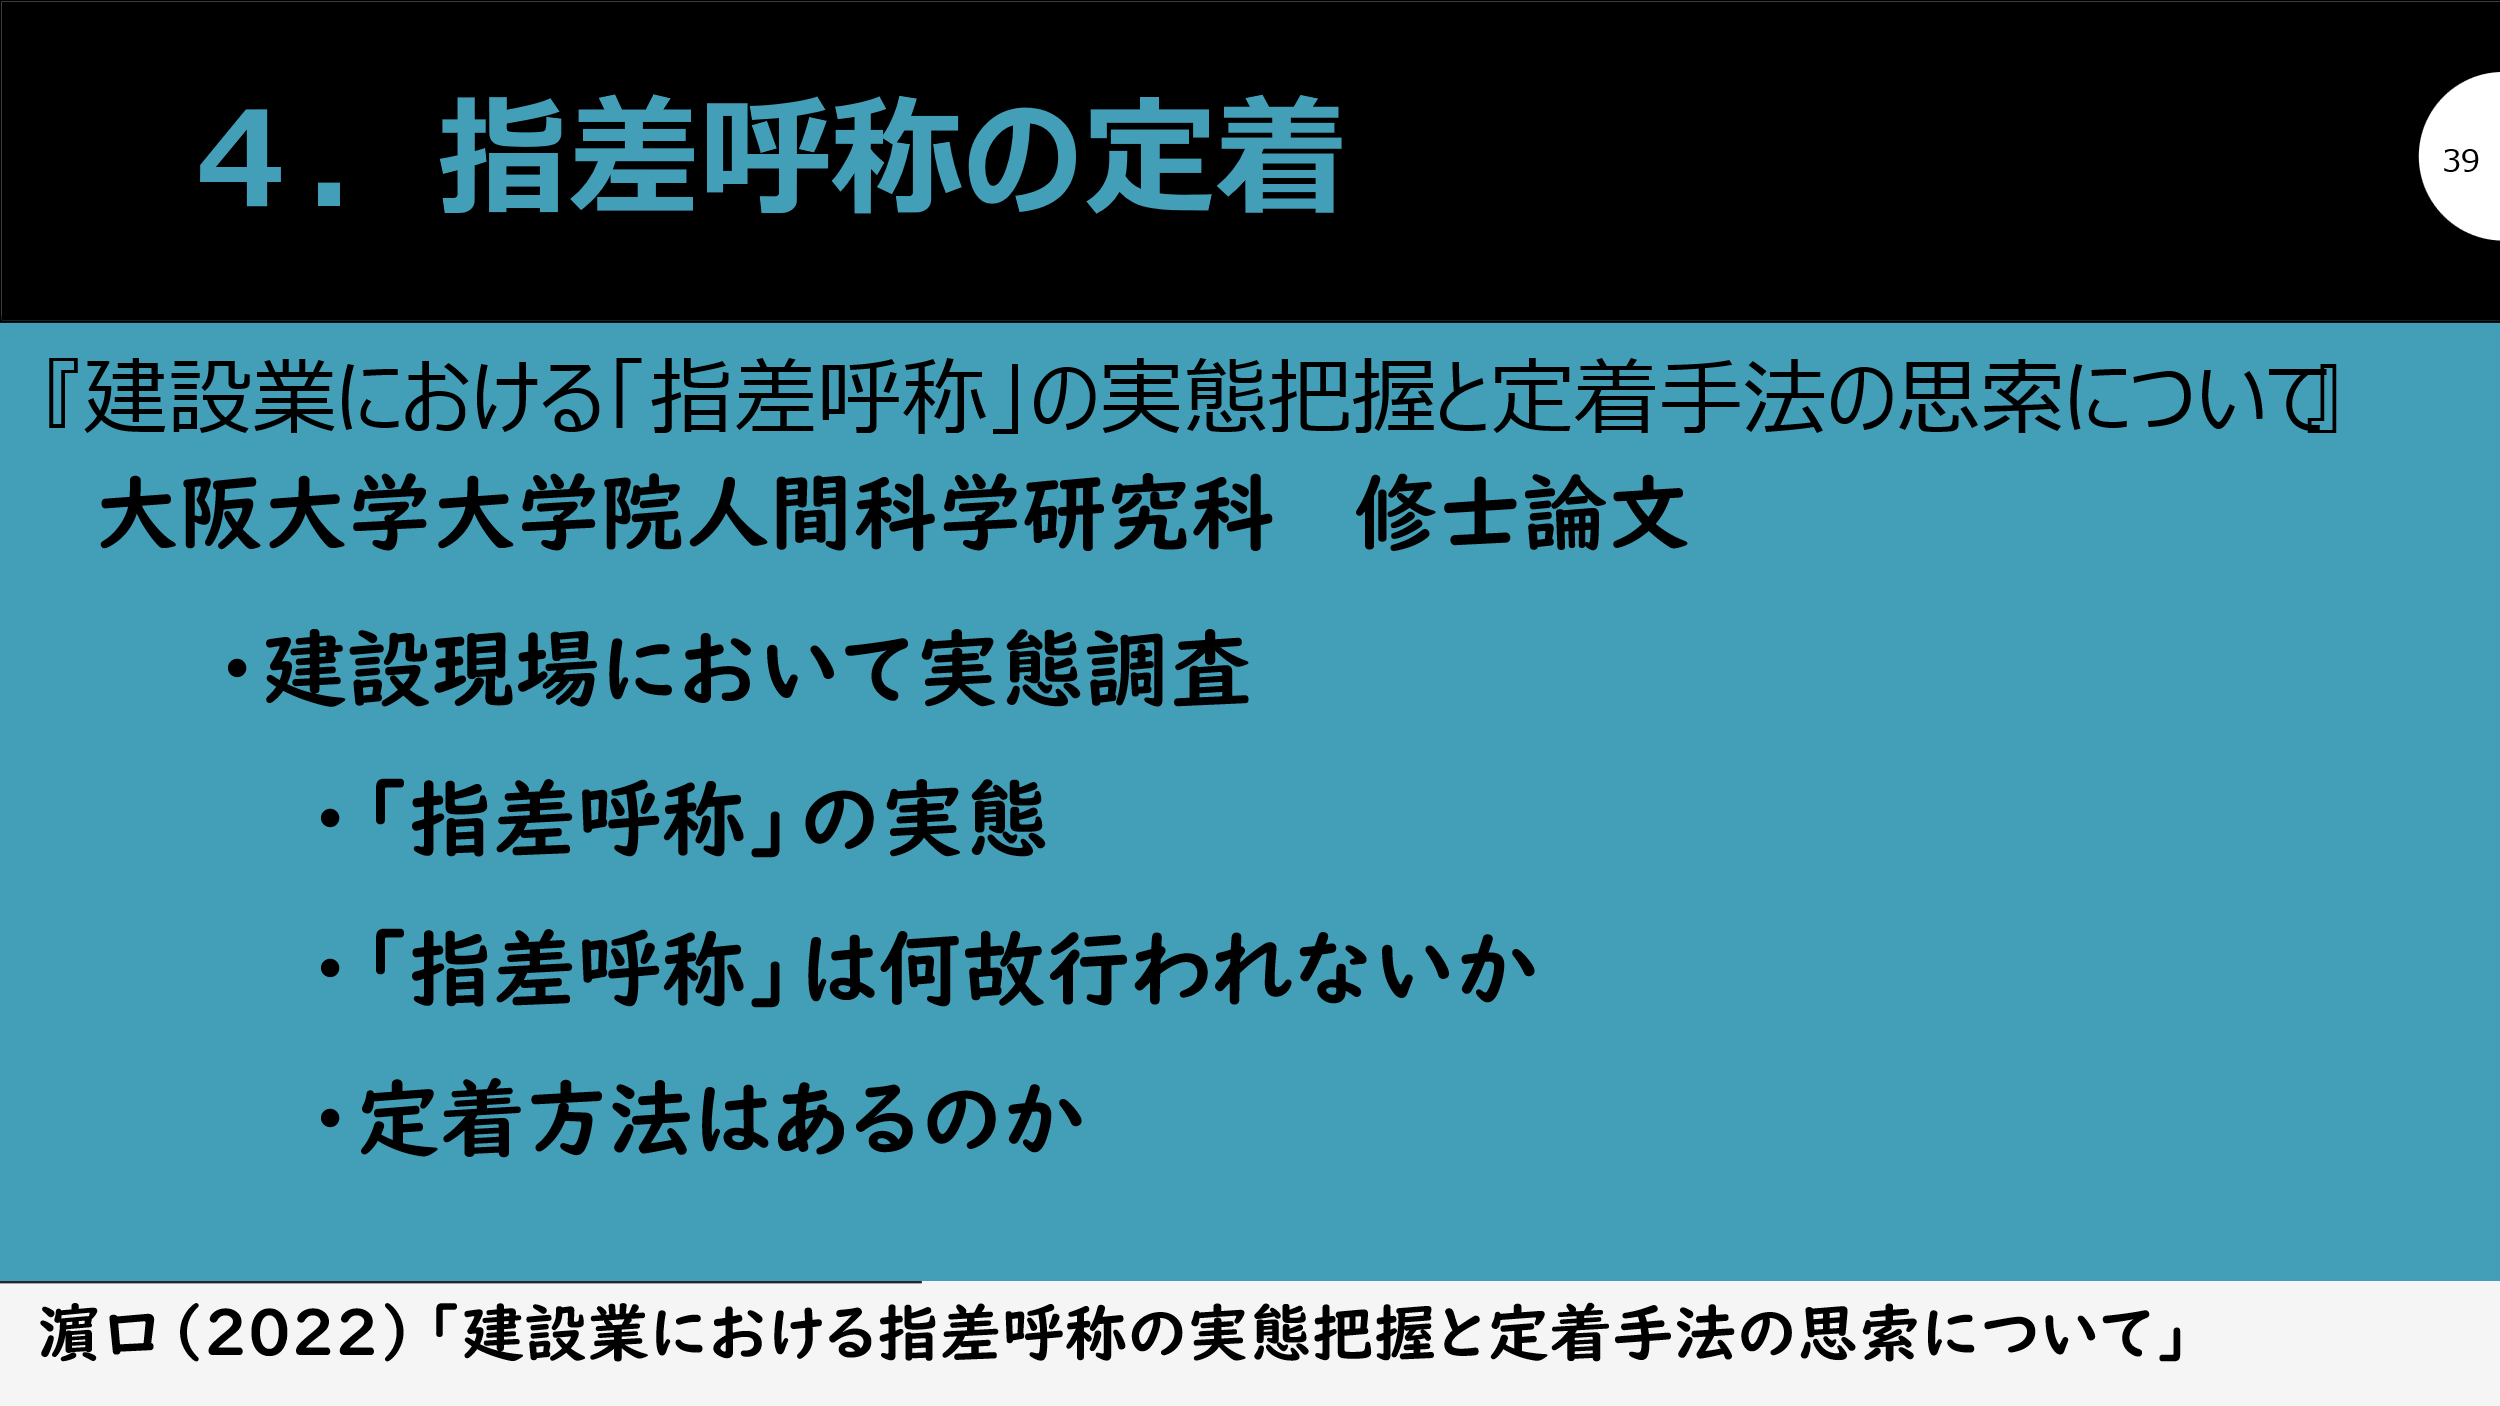 4. 指差呼称の定着
39
『建設業における「指差呼称」の実態把握と定着手法の思索について』
大阪大学大学院人間科学研究科　修士論文
・建設現場において実態調査
・「指差呼称」の実態
・「指差呼称」は何故行われないか
・定着方法はあるのか
濵口(2022)「建設業における指差呼称の実態把握と定着手法の思索について」